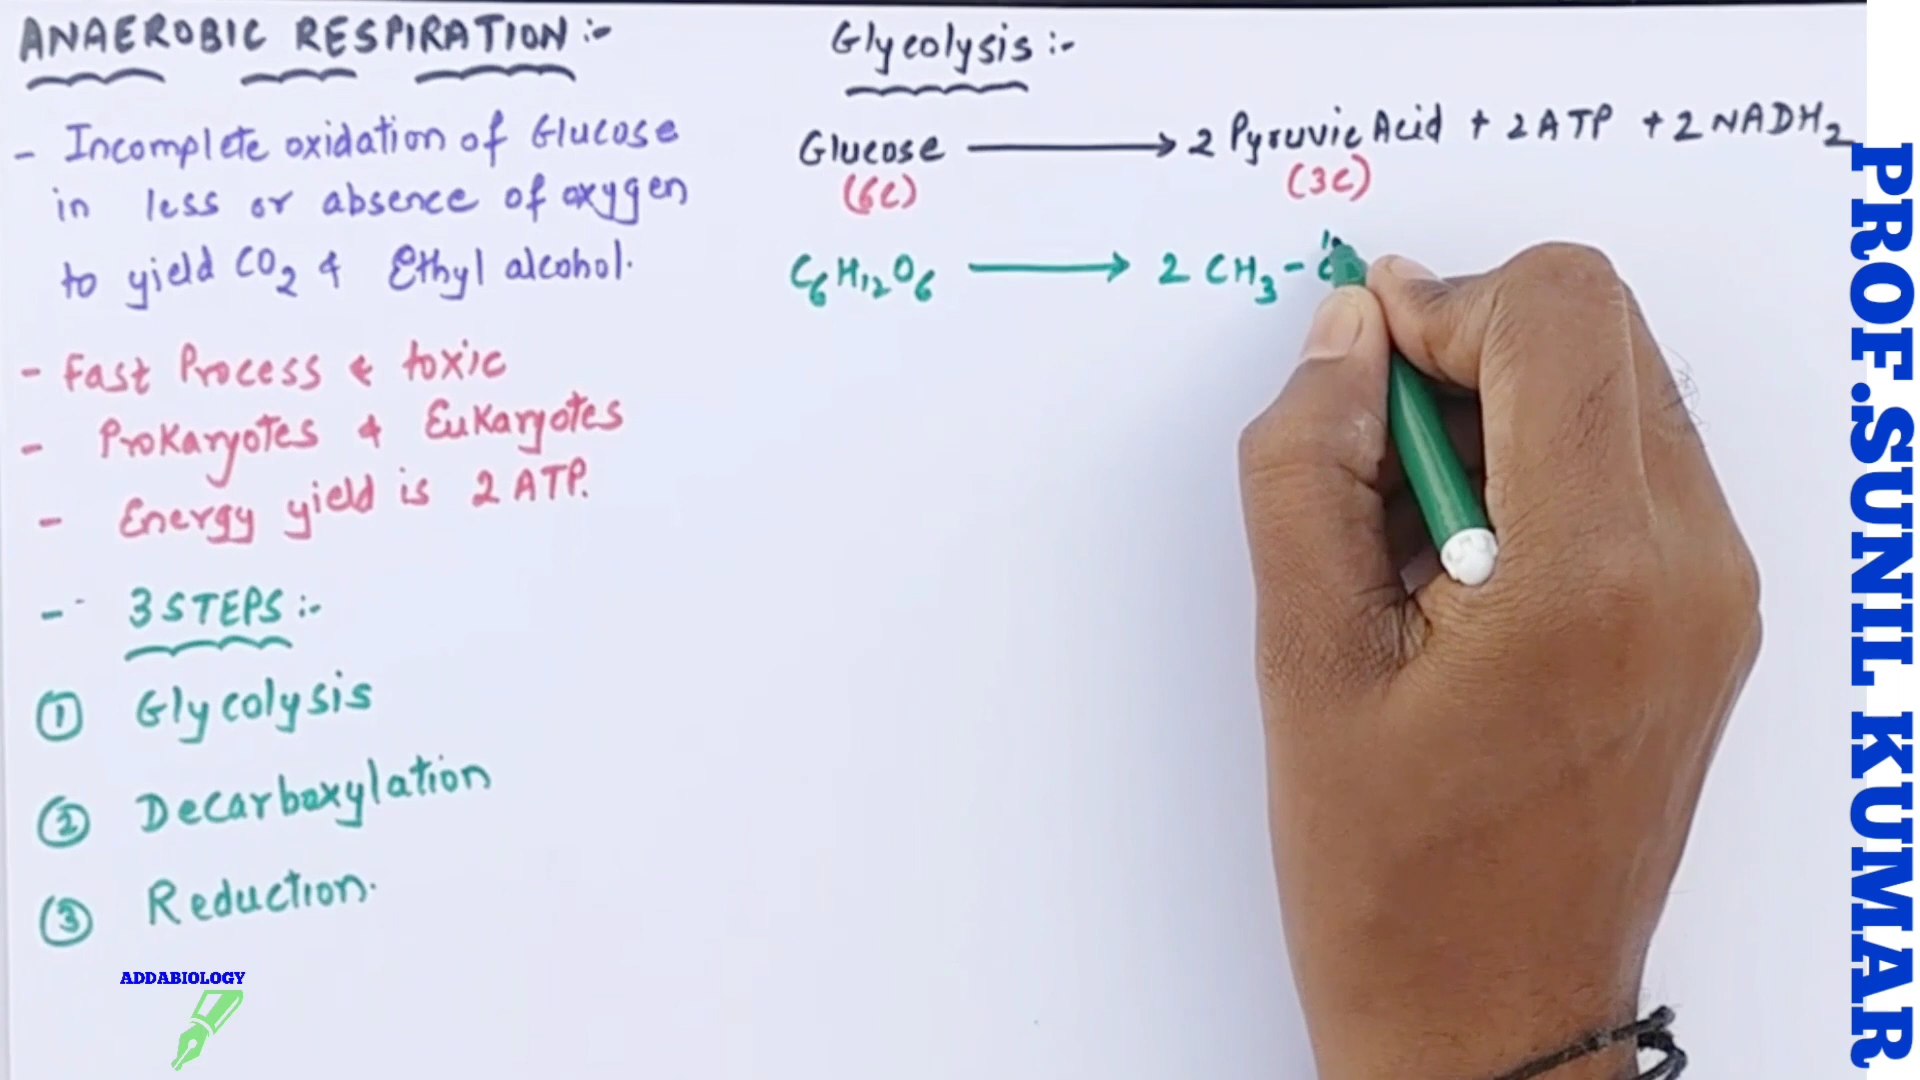 ANAEROBIC RESPIRATION :-
- Incomplete oxidation of Glucose
in less or absence of oxygen
to yield CO2 & Ethyl alcohol.
- Fast Process & toxic
- Prokaryotes & Eukaryotes
- Energy yield is 2 ATP.
- 3 STEPS :-
① Glycolysis
② Decarboxylation
③ Reduction.
ADDABIOLOGY
Glycolysis :-
Glucose → 2 Pyruvic Acid + 2 ATP + 2 NADH2
(6C) (3C)
C6H12O6 → 2 CH3 -
PROF.SUNIL KUMAR